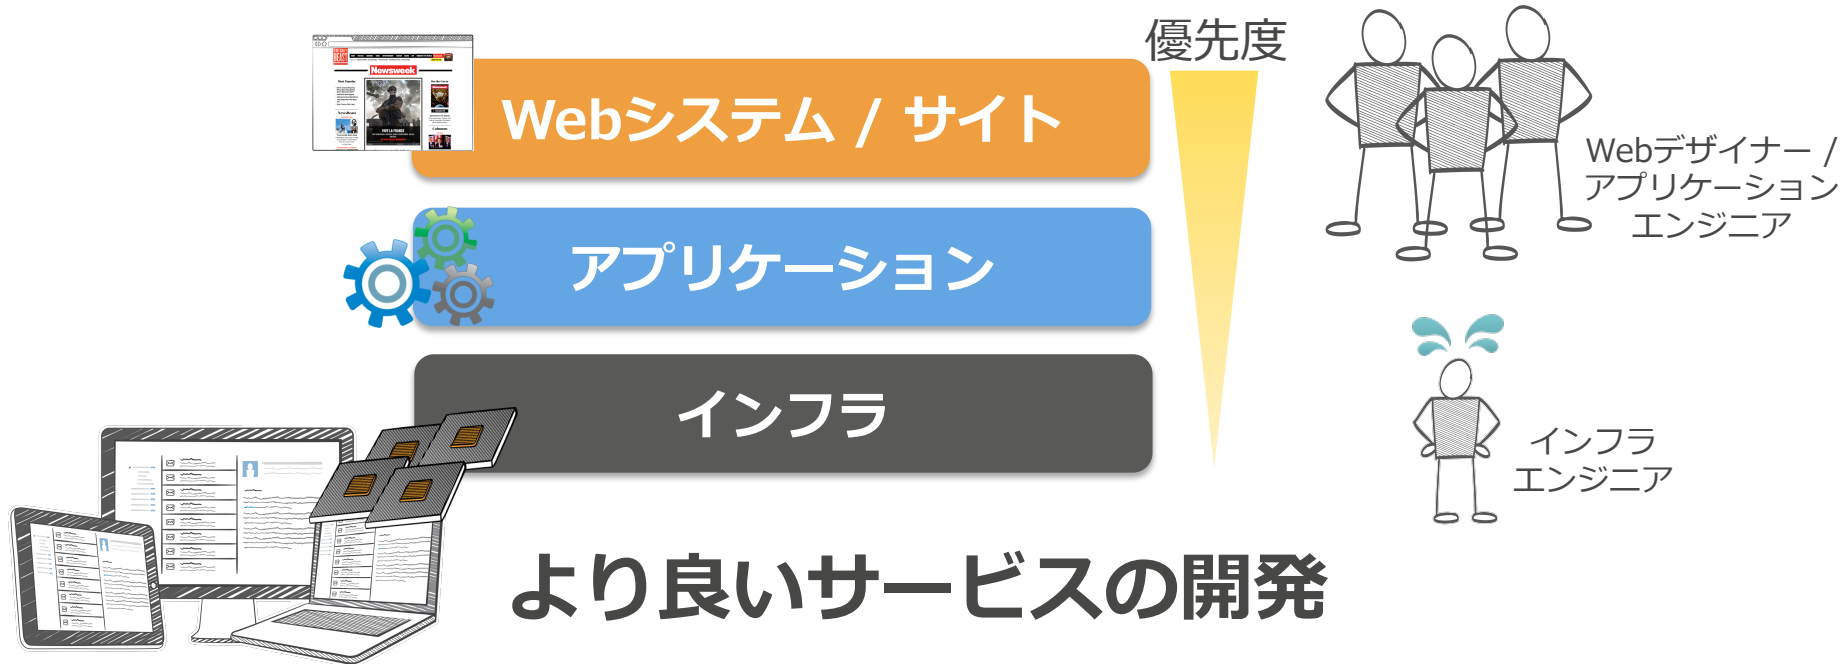 優先度
Newsweek
Webシステム / サイト
アプリケーション
インフラ
Webデザイナー /
アプリケーション
エンジニア
インフラ
エンジニア
より良いサービスの開発